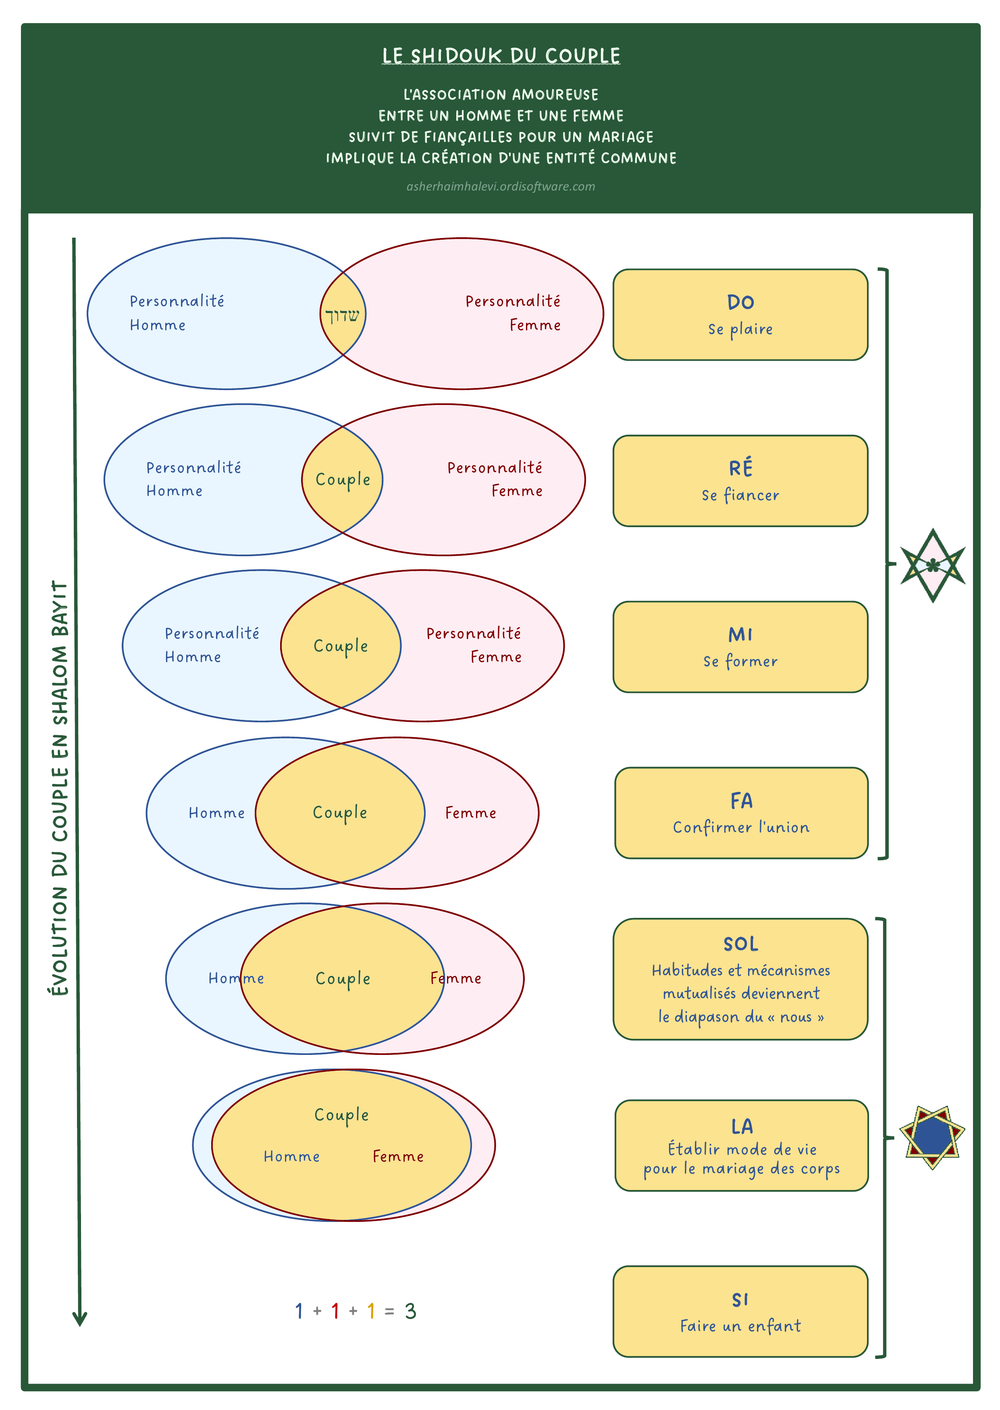 LE SHIDOUK DU COUPLE
L'ASSOCIATION AMOUREUSE
ENTRE UN HOMME ET UNE FEMME
SUIVIT DE FIANÇAILLES POUR UN MARIAGE
IMPLIQUE LA CRÉATION D'UNE ENTITÉ COMMUNE
asherhaimhalevi.ordisoftware.com
ÉVOLUTION DU COUPLE EN SHALOM BAYIT
Personnalité
Homme
שדוך
Personnalité
Femme
DO
Se plaire
Personnalité
Homme
Couple
Personnalité
Femme
RÉ
Se fiancer
Personnalité
Homme
Couple
Personnalité
Femme
MI
Se former
Homme
Couple
Femme
FA
Confirmer l'union
Homme
Couple
Femme
SOL
Habitudes et mécanismes
mutualisés deviennent
le diapason du « nous »
Couple
Homme
Femme
LA
Établir mode de vie
pour le mariage des corps
1 + 1 + 1 = 3
SI
Faire un enfant